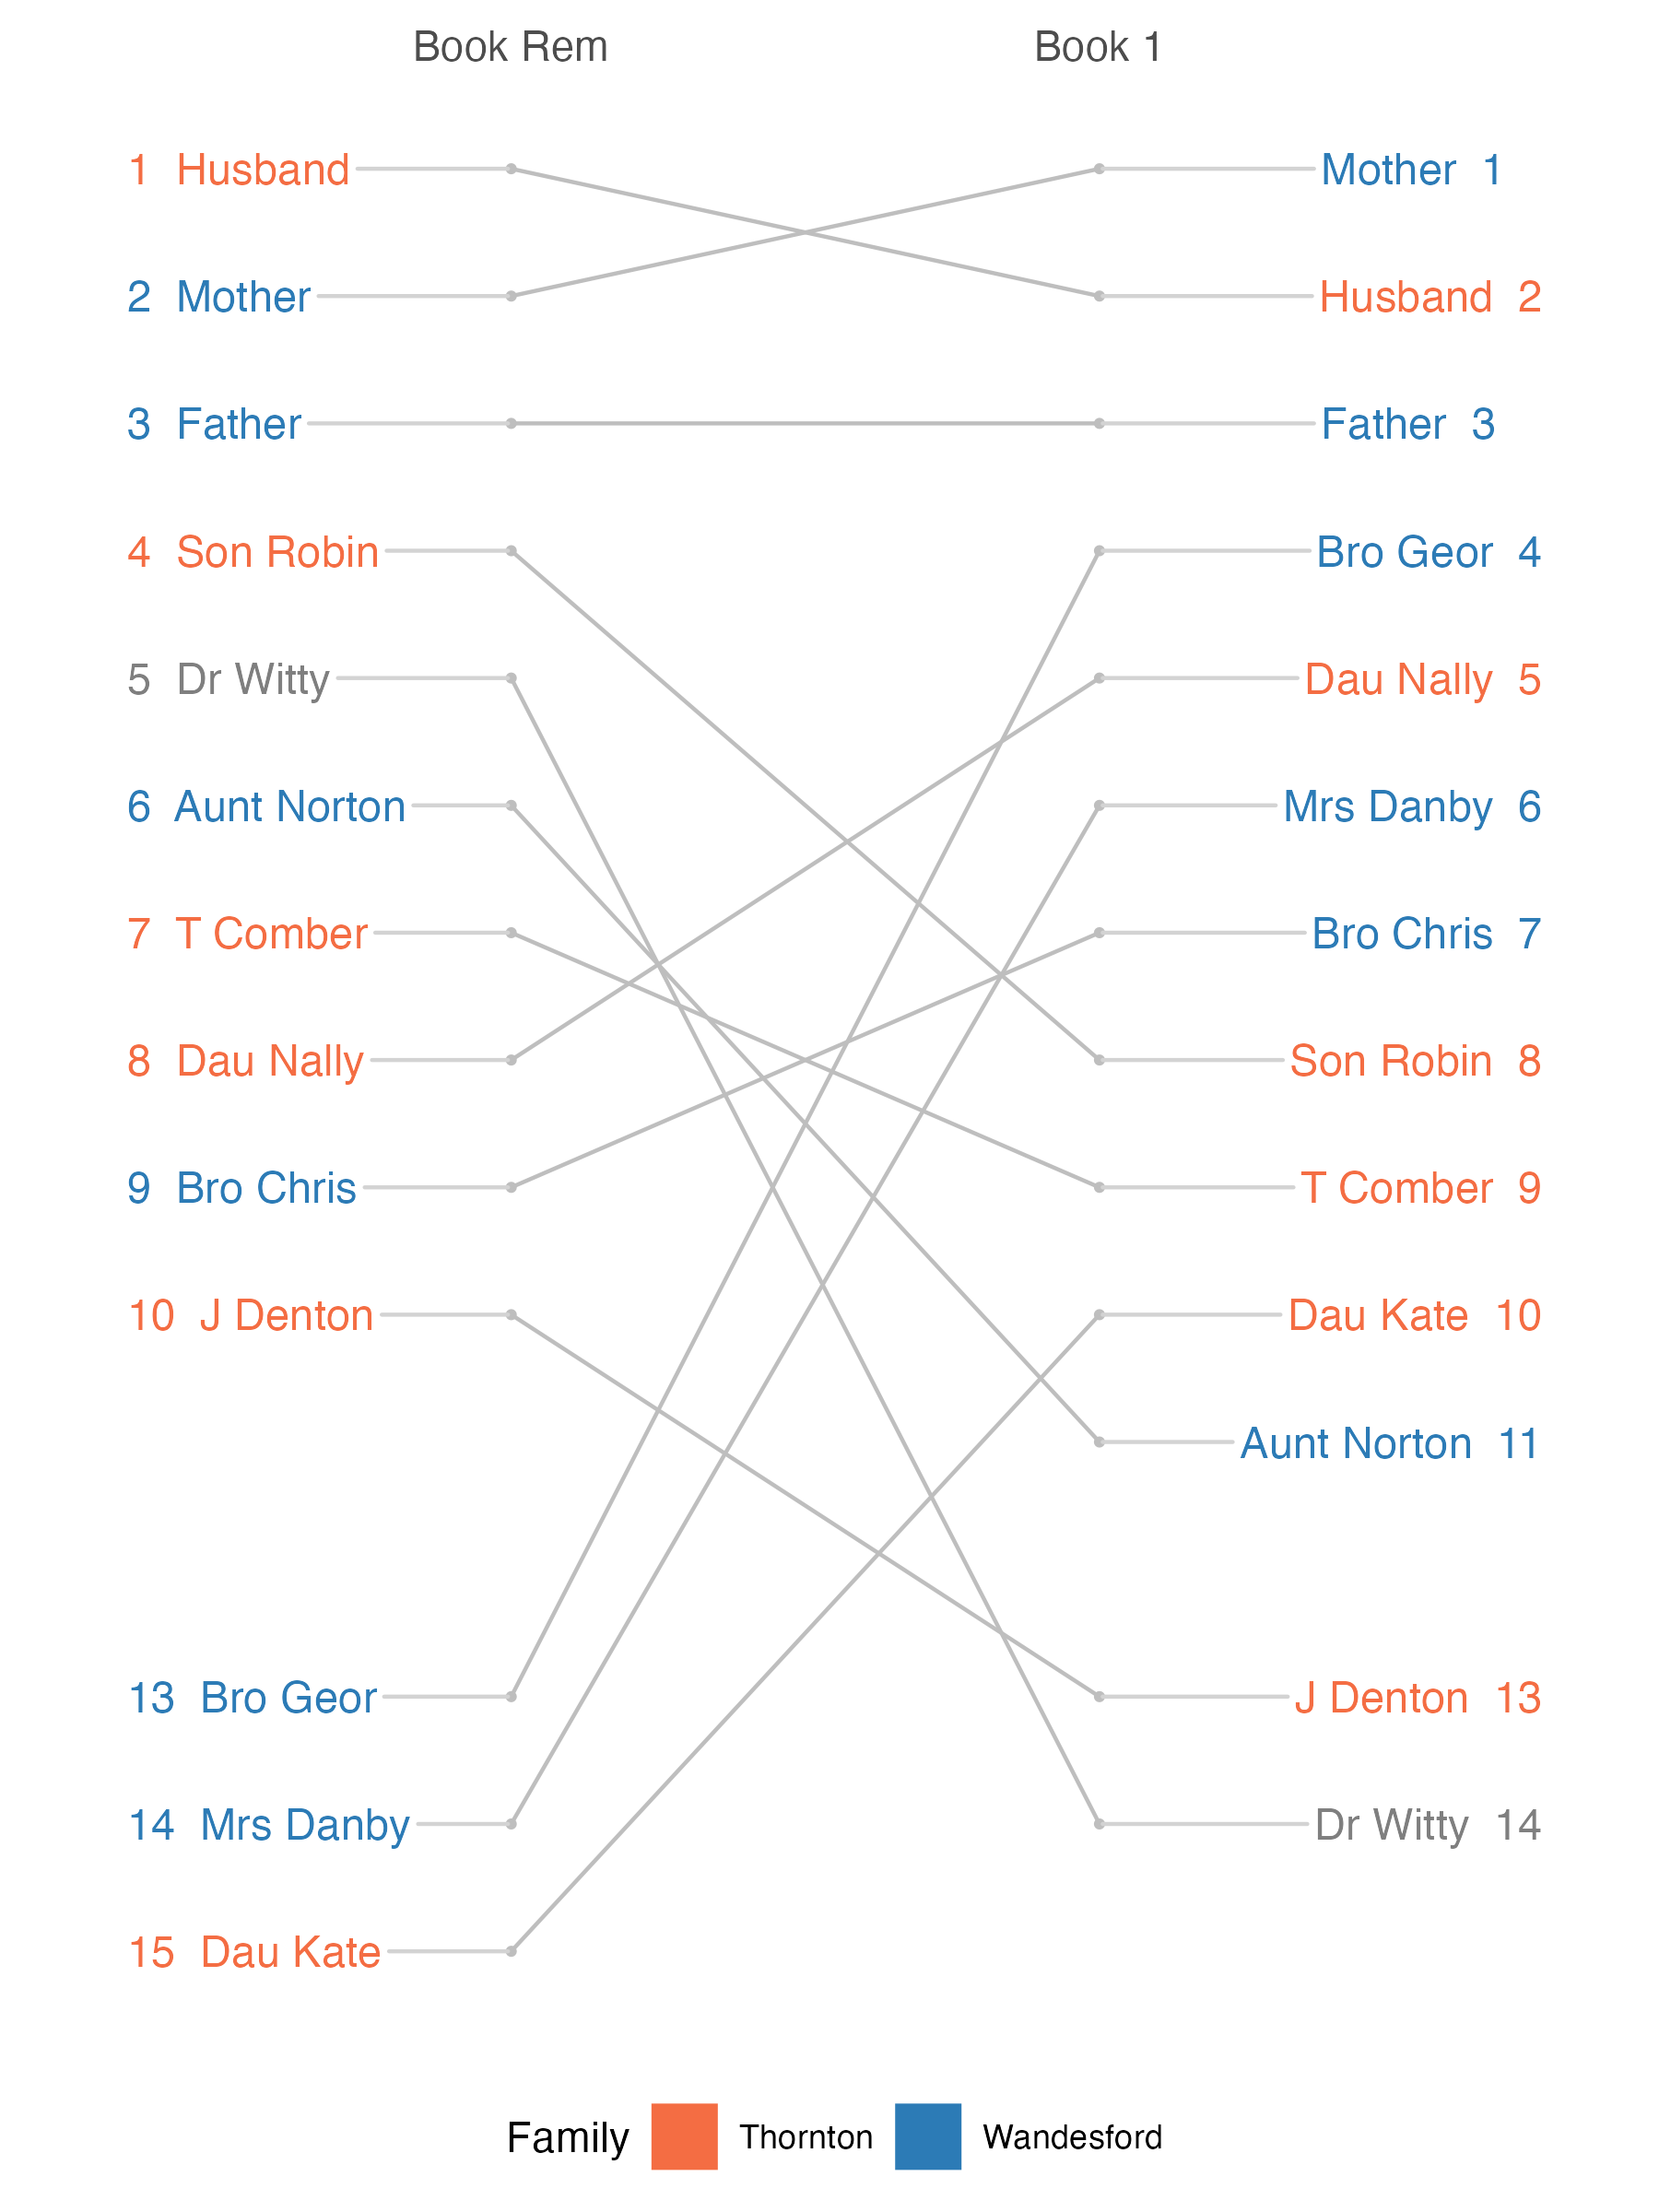 Book Rem Book 1
1 Husband Mother 1
2 Mother Husband 2
3 Father Father 3
4 Son Robin Bro Geor 4
5 Dr Witty Dau Nally 5
6 Aunt Norton Mrs Danby 6
7 T Comber Bro Chris 7
8 Dau Nally Son Robin 8
9 Bro Chris T Comber 9
10 J Denton Dau Kate 10
Aunt Norton 11
13 Bro Geor J Denton 13
14 Mrs Danby Dr Witty 14
15 Dau Kate
Family Thornton Wandesford